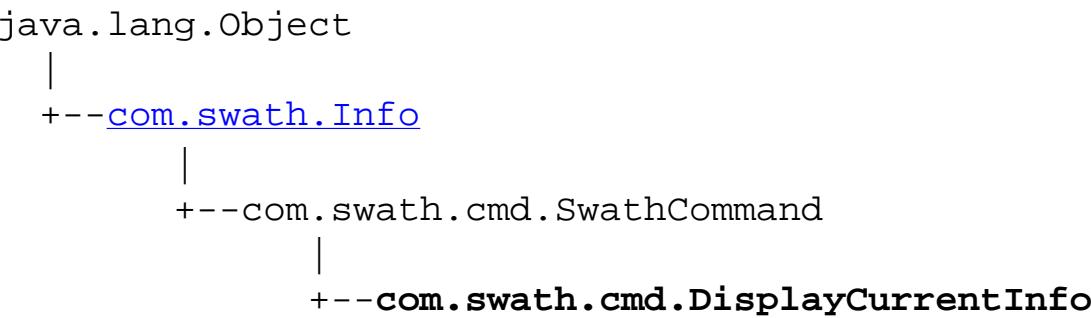 java.lang.Object
|
+--com.swath.Info
|
+--com.swath.cmd.SwathCommand
|
+--com.swath.cmd.DisplayCurrentInfo